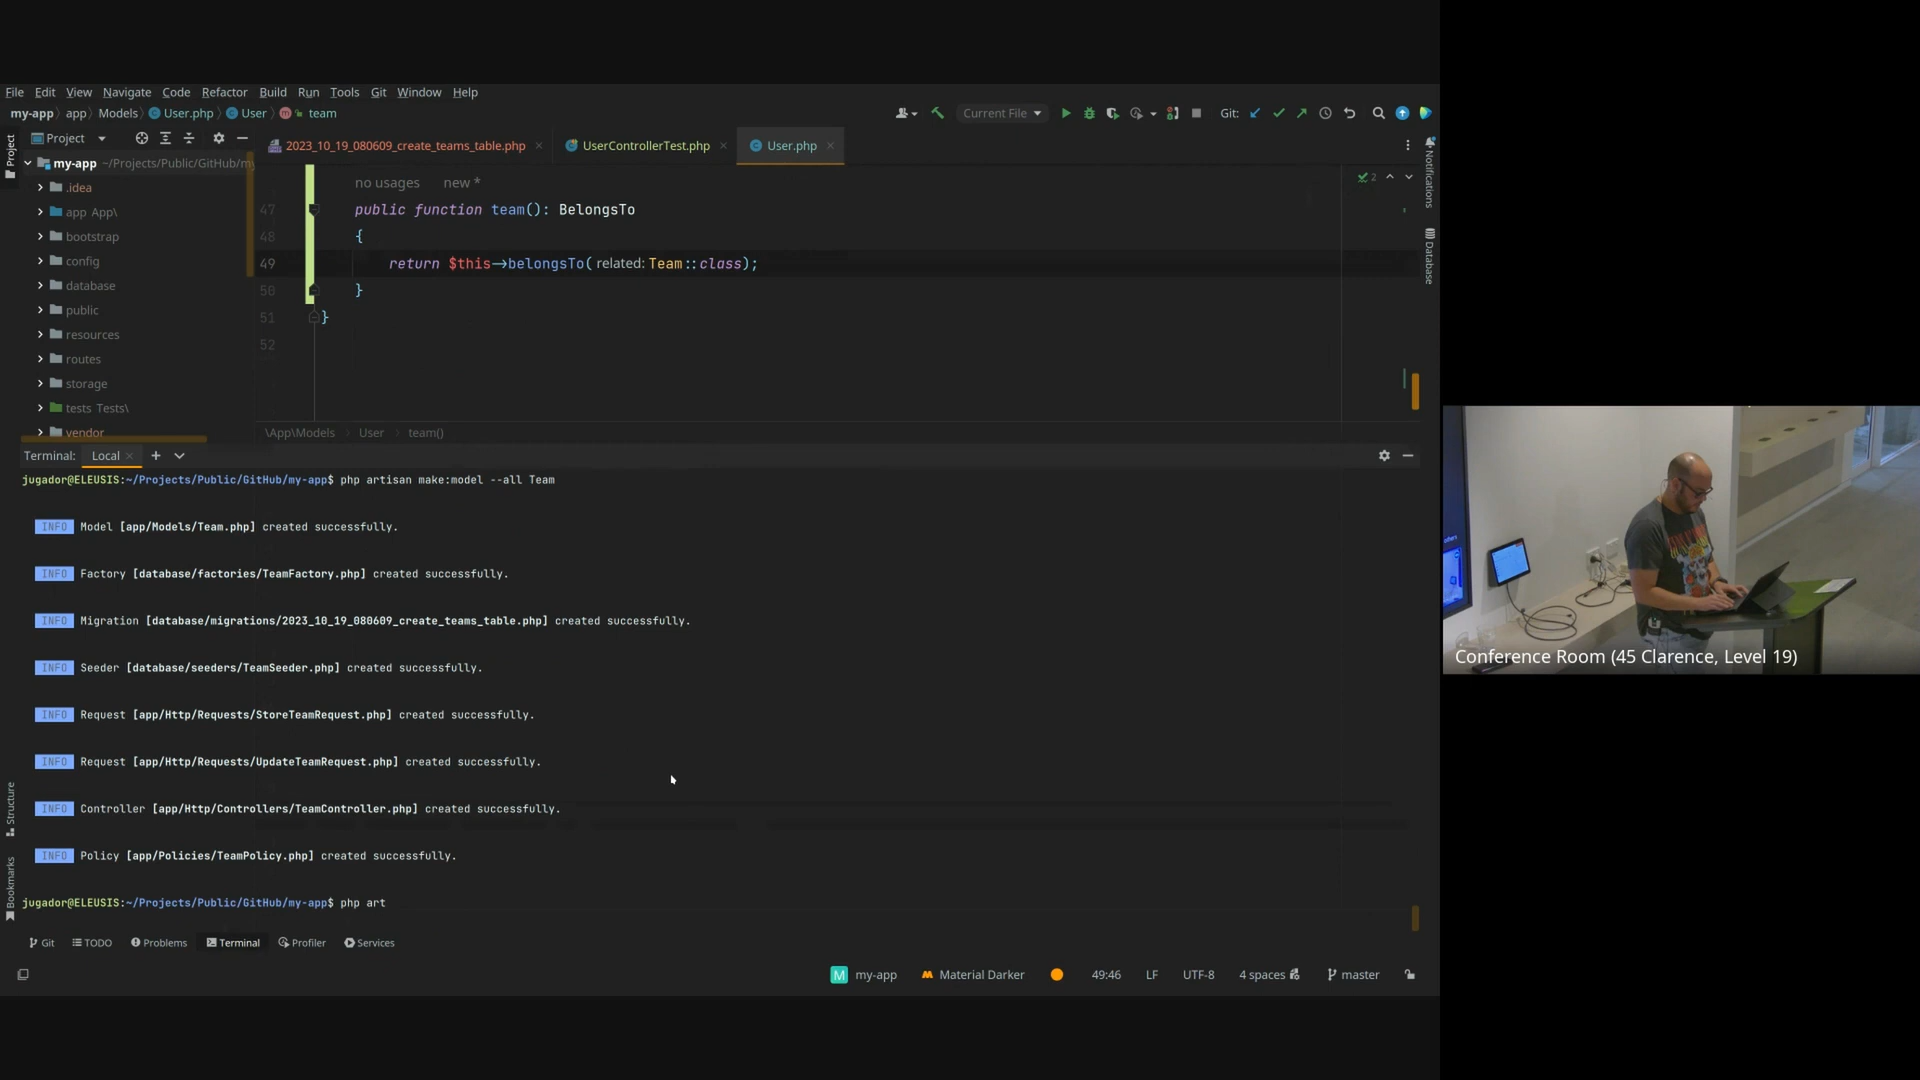 File Edit View Navigate Code Refactor Build Run Tools Git Window Help
my-app app Models User.php User team
Current File Git:
Project
2023_10_19_080609_create_teams_table.php UserControllerTest.php User.php
Project
my-app ~/Projects/Public/GitHub/my
.idea
app App\
bootstrap
config
database
public
resources
routes
storage
tests Tests\
vendor
no usages new *
47 public function team(): BelongsTo
48 {
49 return $this→belongsTo( related: Team::class);
50 }
51 }
52
2
Notifications
Database
\App\Models User team()
Terminal: Local
jugador@ELEUSIS:~/Projects/Public/GitHub/my-app$ php artisan make:model --all Team
INFO Model [app/Models/Team.php] created successfully.
INFO Factory [database/factories/TeamFactory.php] created successfully.
INFO Migration [database/migrations/2023_10_19_080609_create_teams_table.php] created successfully.
INFO Seeder [database/seeders/TeamSeeder.php] created successfully.
INFO Request [app/Http/Requests/StoreTeamRequest.php] created successfully.
INFO Request [app/Http/Requests/UpdateTeamRequest.php] created successfully.
INFO Controller [app/Http/Controllers/TeamController.php] created successfully.
INFO Policy [app/Policies/TeamPolicy.php] created successfully.
jugador@ELEUSIS:~/Projects/Public/GitHub/my-app$ php art
Structure
Bookmarks
Git TODO Problems Terminal Profiler Services
M my-app Material Darker 49:46 LF UTF-8 4 spaces master
Conference Room (45 Clarence, Level 19)